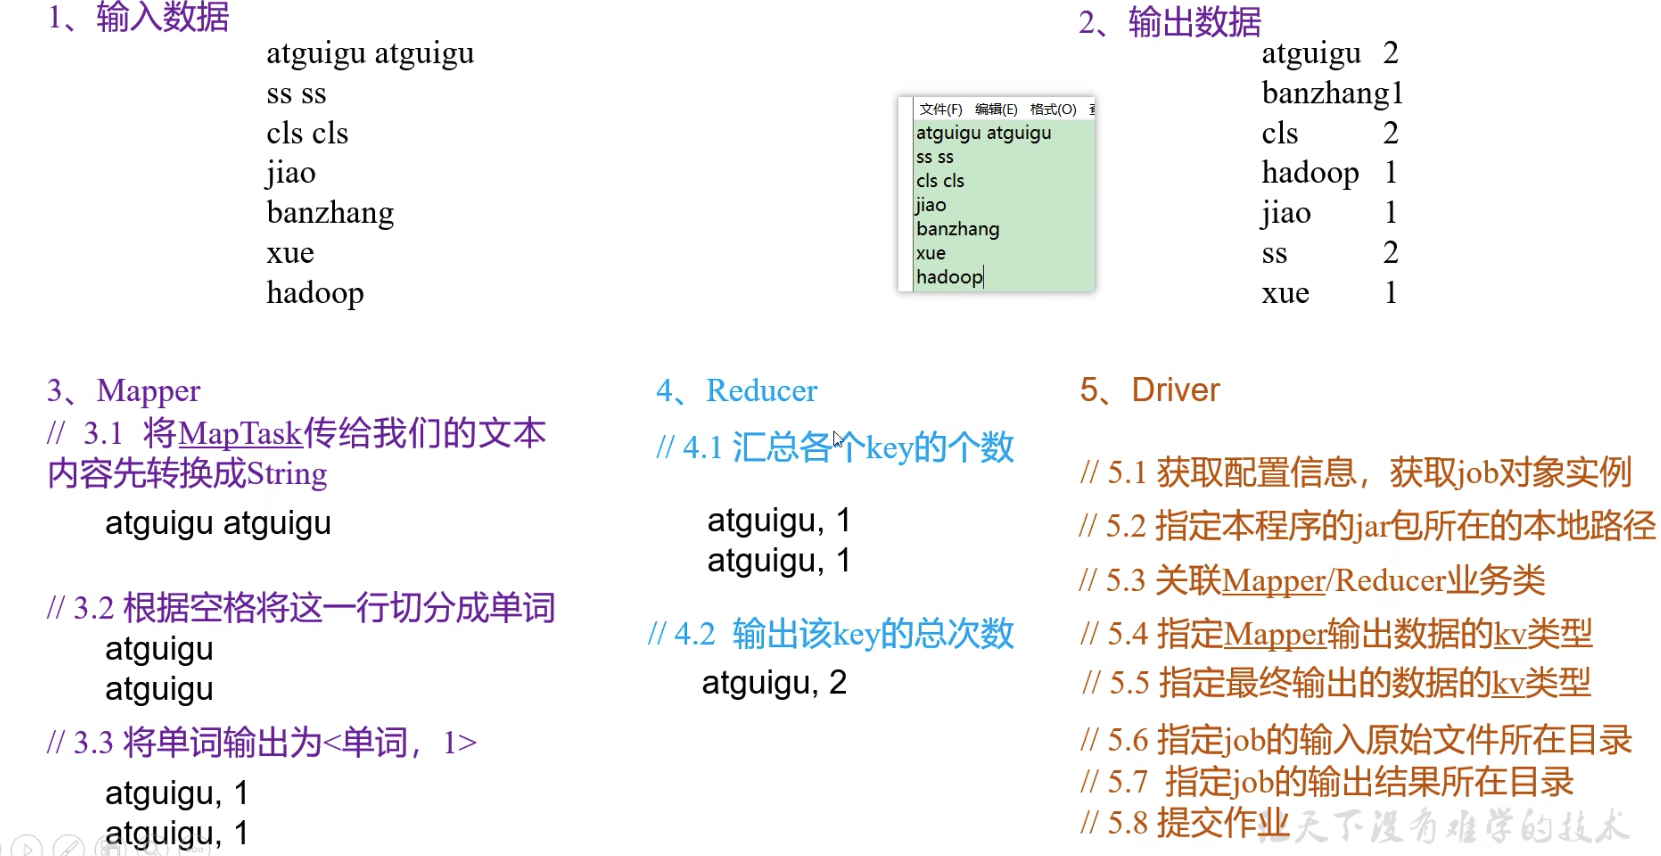 1、输入数据
atguigu atguigu
ss ss
cls cls
jiao
banzhang
xue
hadoop
文件(F) 编辑(E) 格式(O)
atguigu atguigu
ss ss
cls cls
jiao
banzhang
xue
hadoop
2、输出数据
atguigu 2
banzhang1
cls 2
hadoop 1
jiao 1
ss 2
xue 1
3、Mapper
// 3.1 将MapTask传给我们的文本
内容先转换成String
atguigu atguigu
// 3.2 根据空格将这一行切分成单词
atguigu
atguigu
// 3.3 将单词输出为<单词，1>
atguigu, 1
atguigu, 1
4、Reducer
// 4.1 汇总各个key的个数
atguigu, 1
atguigu, 1
// 4.2 输出该key的总次数
atguigu, 2
5、Driver
// 5.1 获取配置信息，获取job对象实例
// 5.2 指定本程序的jar包所在的本地路径
// 5.3 关联Mapper/Reducer业务类
// 5.4 指定Mapper输出数据的kv类型
// 5.5 指定最终输出的数据的kv类型
// 5.6 指定job的输入原始文件所在目录
// 5.7 指定job的输出结果所在目录
// 5.8 提交作业
让天下没有难学的技术